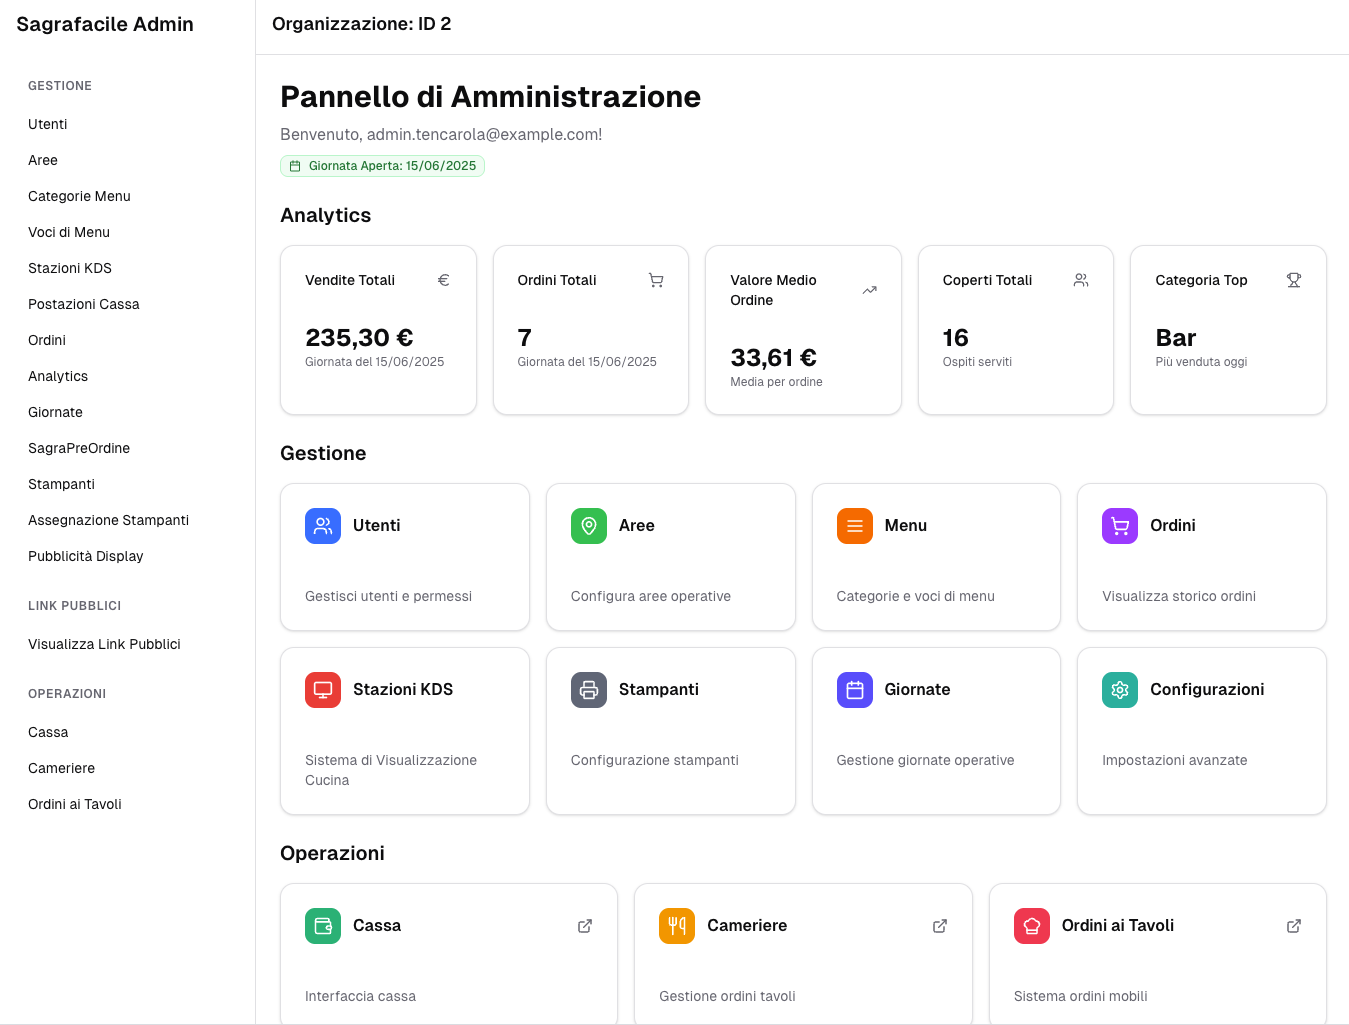 Sagrafacile Admin
GESTIONE
Utenti
Aree
Categorie Menu
Voci di Menu
Stazioni KDS
Postazioni Cassa
Ordini
Analytics
Giornate
SagraPreOrdine
Stampanti
Assegnazione Stampanti
Pubblicità Display
LINK PUBBLICI
Visualizza Link Pubblici
OPERAZIONI
Cassa
Cameriere
Ordini ai Tavoli
Organizzazione: ID 2
Pannello di Amministrazione
Benvenuto, admin.tencarola@example.com!
Giornata Aperta: 15/06/2025
Analytics
Vendite Totali
€
235,30 €
Giornata del 15/06/2025
Ordini Totali
7
Giornata del 15/06/2025
Valore Medio
Ordine
33,61 €
Media per ordine
Coperti Totali
16
Ospiti serviti
Categoria Top
Bar
Più venduta oggi
Gestione
Utenti
Gestisci utenti e permessi
Aree
Configura aree operative
Menu
Categorie e voci di menu
Ordini
Visualizza storico ordini
Stazioni KDS
Sistema di Visualizzazione
Cucina
Stampanti
Configurazione stampanti
Giornate
Gestione giornate operative
Configurazioni
Impostazioni avanzate
Operazioni
Cassa
Interfaccia cassa
Cameriere
Gestione ordini tavoli
Ordini ai Tavoli
Sistema ordini mobili